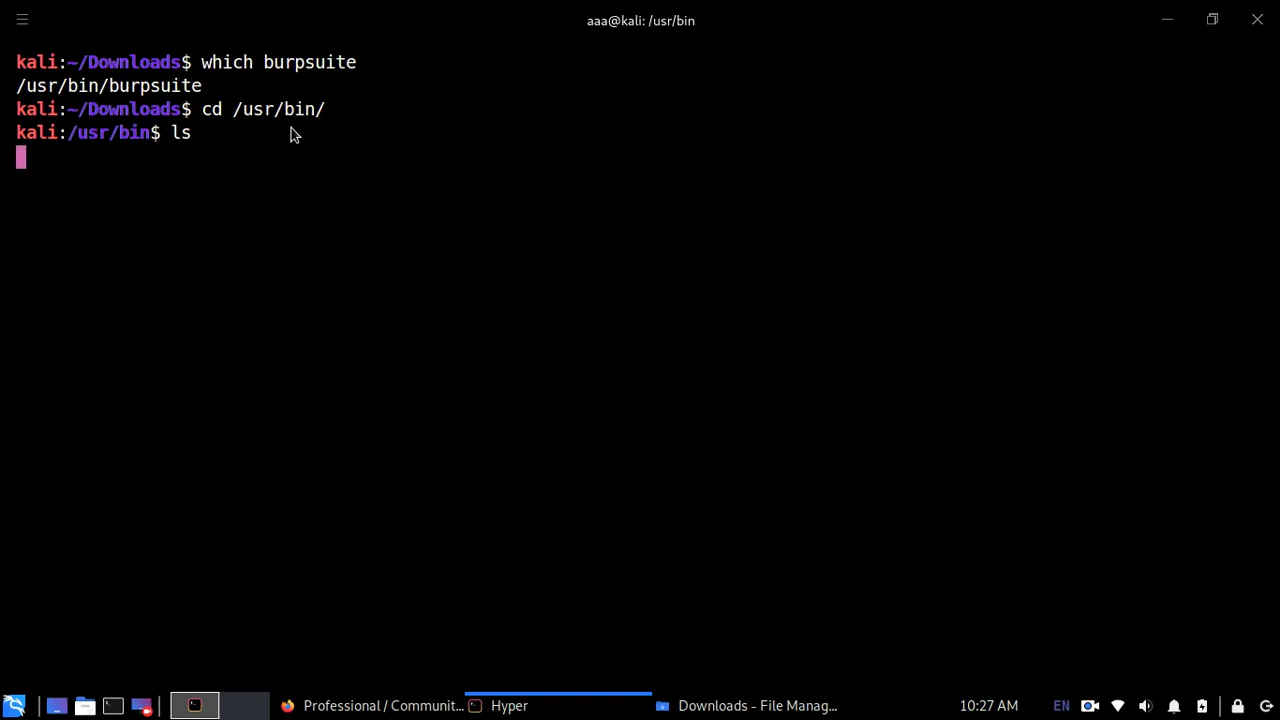 aaa@kali: /usr/bin
kali:~/Downloads$ which burpsuite
/usr/bin/burpsuite
kali:~/Downloads$ cd /usr/bin/
kali:/usr/bin$ ls
Professional / Communit...
Hyper
Downloads - File Manag...
10:27 AM
EN